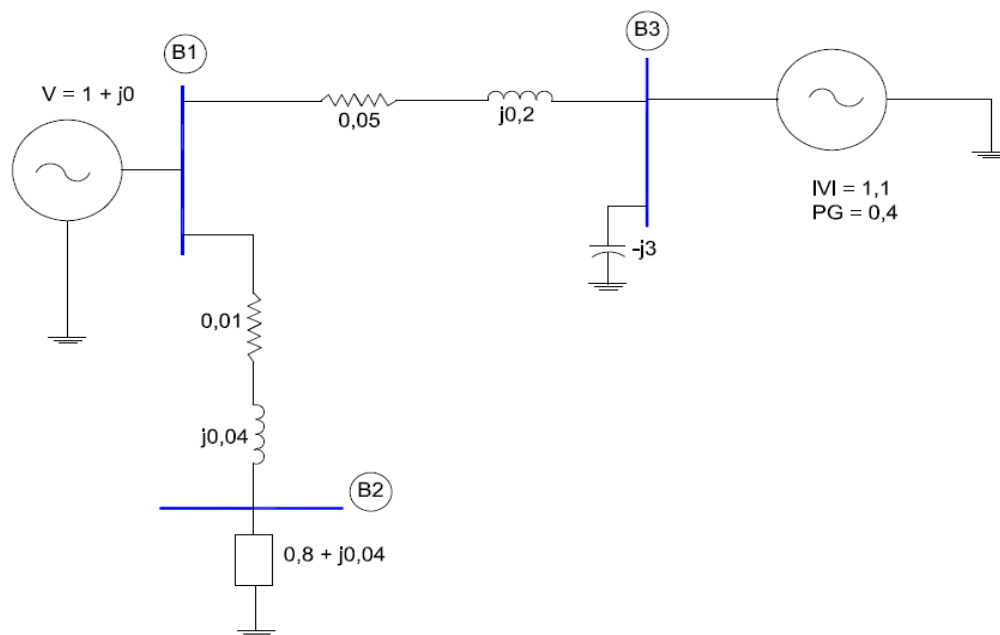 B1
B3
V = 1 + j0
0,05
j0,2
IVI = 1,1
PG = 0,4
-j3
0,01
j0,04
B2
0,8 + j0,04